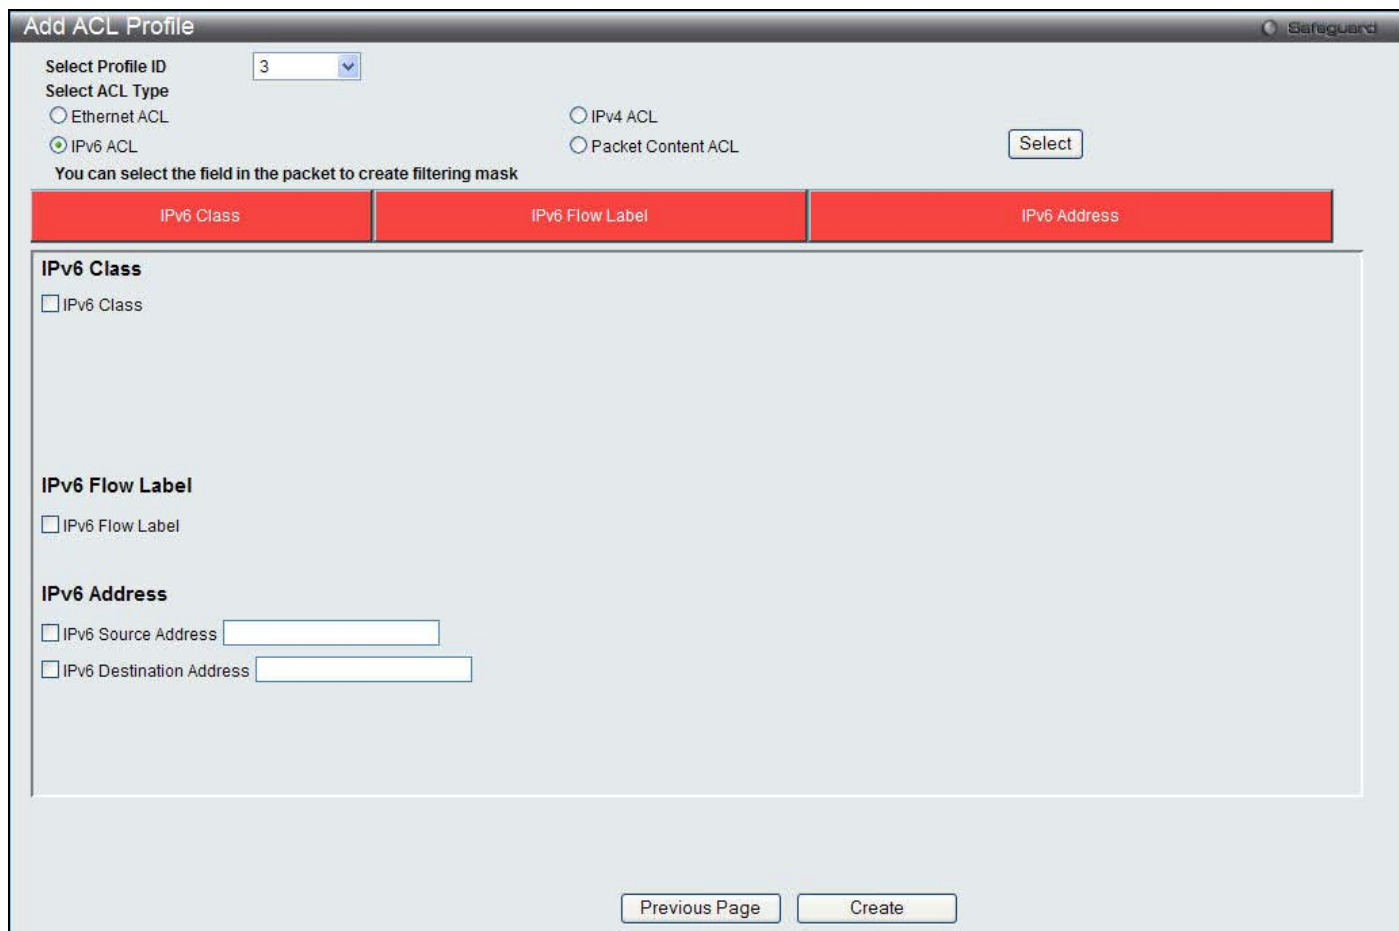 Add ACL Profile
Safeguard
Select Profile ID 3
Select ACL Type
Ethernet ACL IPv4 ACL
IPv6 ACL Packet Content ACL Select
You can select the field in the packet to create filtering mask
IPv6 Class IPv6 Flow Label IPv6 Address
IPv6 Class
IPv6 Class
IPv6 Flow Label
IPv6 Flow Label
IPv6 Address
IPv6 Source Address
IPv6 Destination Address
Previous Page Create